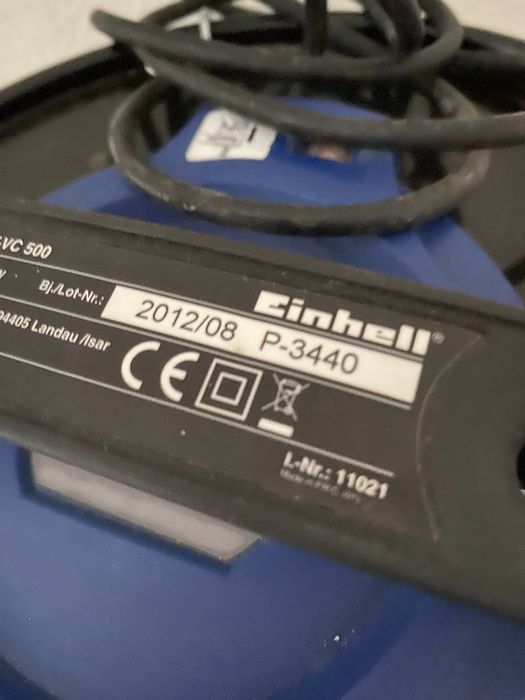 -VC 500
Einhell®
Bj./Lot-Nr.: 2012/08 P-3440
94405 Landau /Isar
CE
L-Nr.: 11021